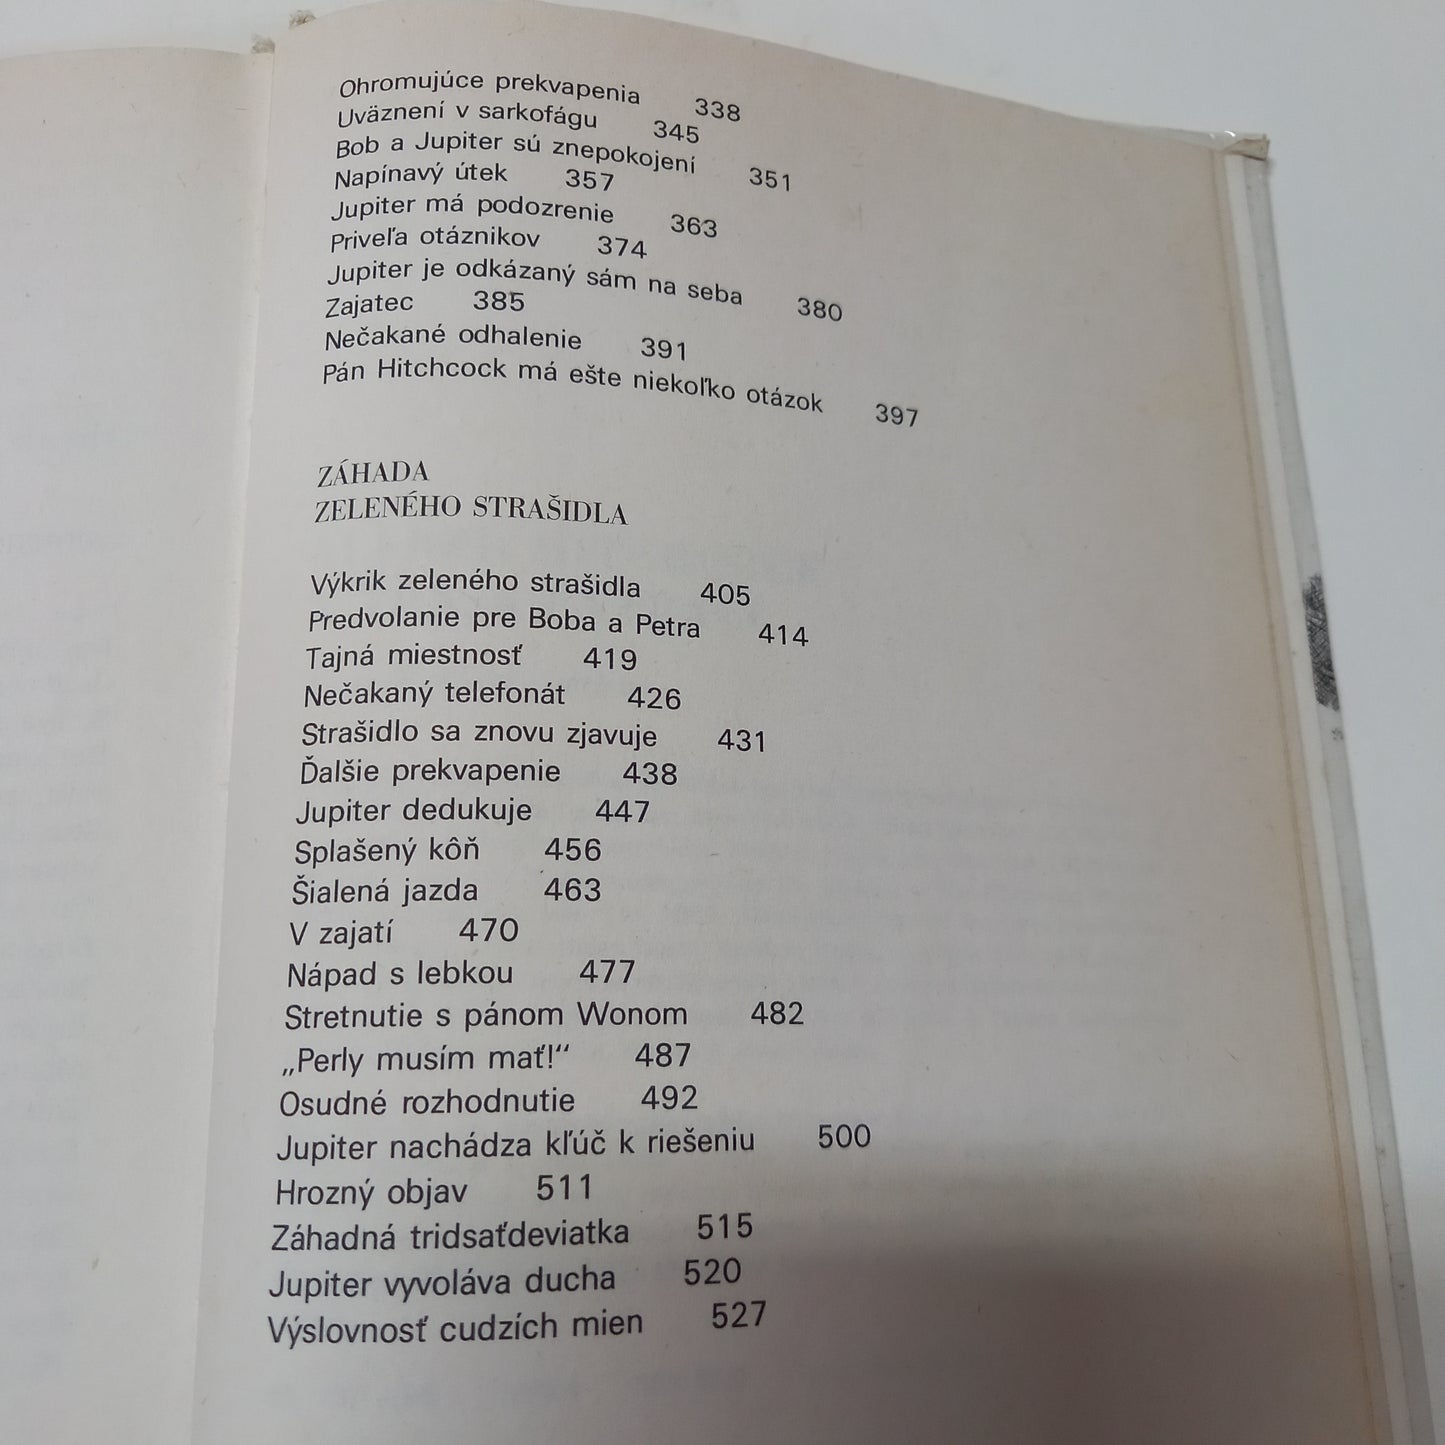 Ohromujúce prekvapenia 338
Uväznení v sarkofágu 345
Bob a Jupiter sú znepokojení 351
Napínavý útek 357
Jupiter má podozrenie 363
Priveľa otáznikov 374
Jupiter je odkázaný sám na seba 380
Zajatec 385
Nečakané odhalenie 391
Pán Hitchcock má ešte niekoľko otázok 397
ZÁHADA
ZELENÉHO STRAŠIDLA
Výkrik zeleného strašidla 405
Predvolanie pre Boba a Petra 414
Tajná miestnosť 419
Nečakaný telefonát 426
Strašidlo sa znovu zjavuje 431
Ďalšie prekvapenie 438
Jupiter dedukuje 447
Splašený kôň 456
Šialená jazda 463
V zajatí 470
Nápad s lebkou 477
Stretnutie s pánom Wonom 482
„Perly musím mať!“ 487
Osudné rozhodnutie 492
Jupiter nachádza kľúč k riešeniu 500
Hrozný objav 511
Záhadná tridsaťdeviatka 515
Jupiter vyvoláva ducha 520
Výslovnosť cudzích mien 527